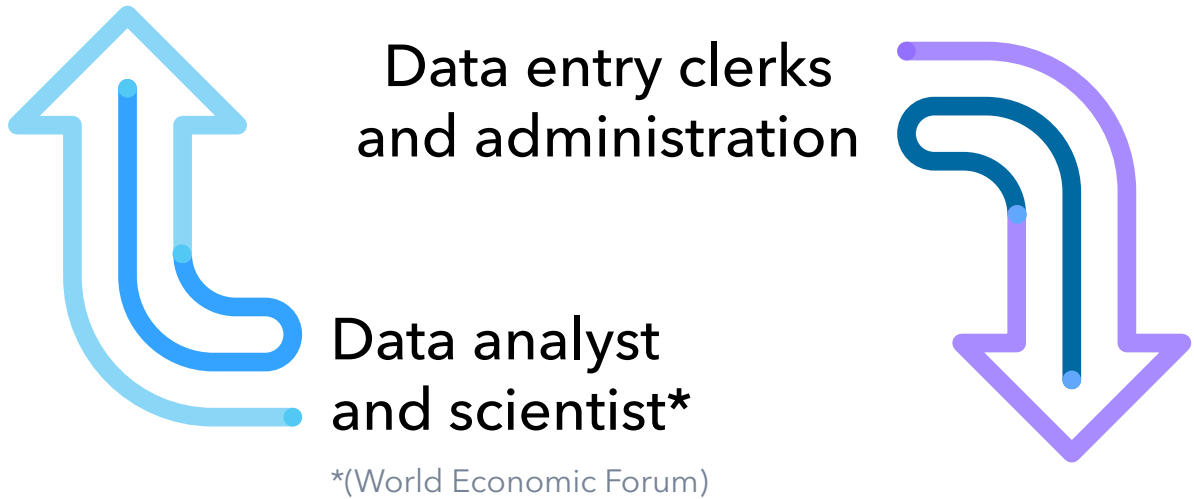 Data entry clerks
and administration
Data analyst
and scientist*
*(World Economic Forum)